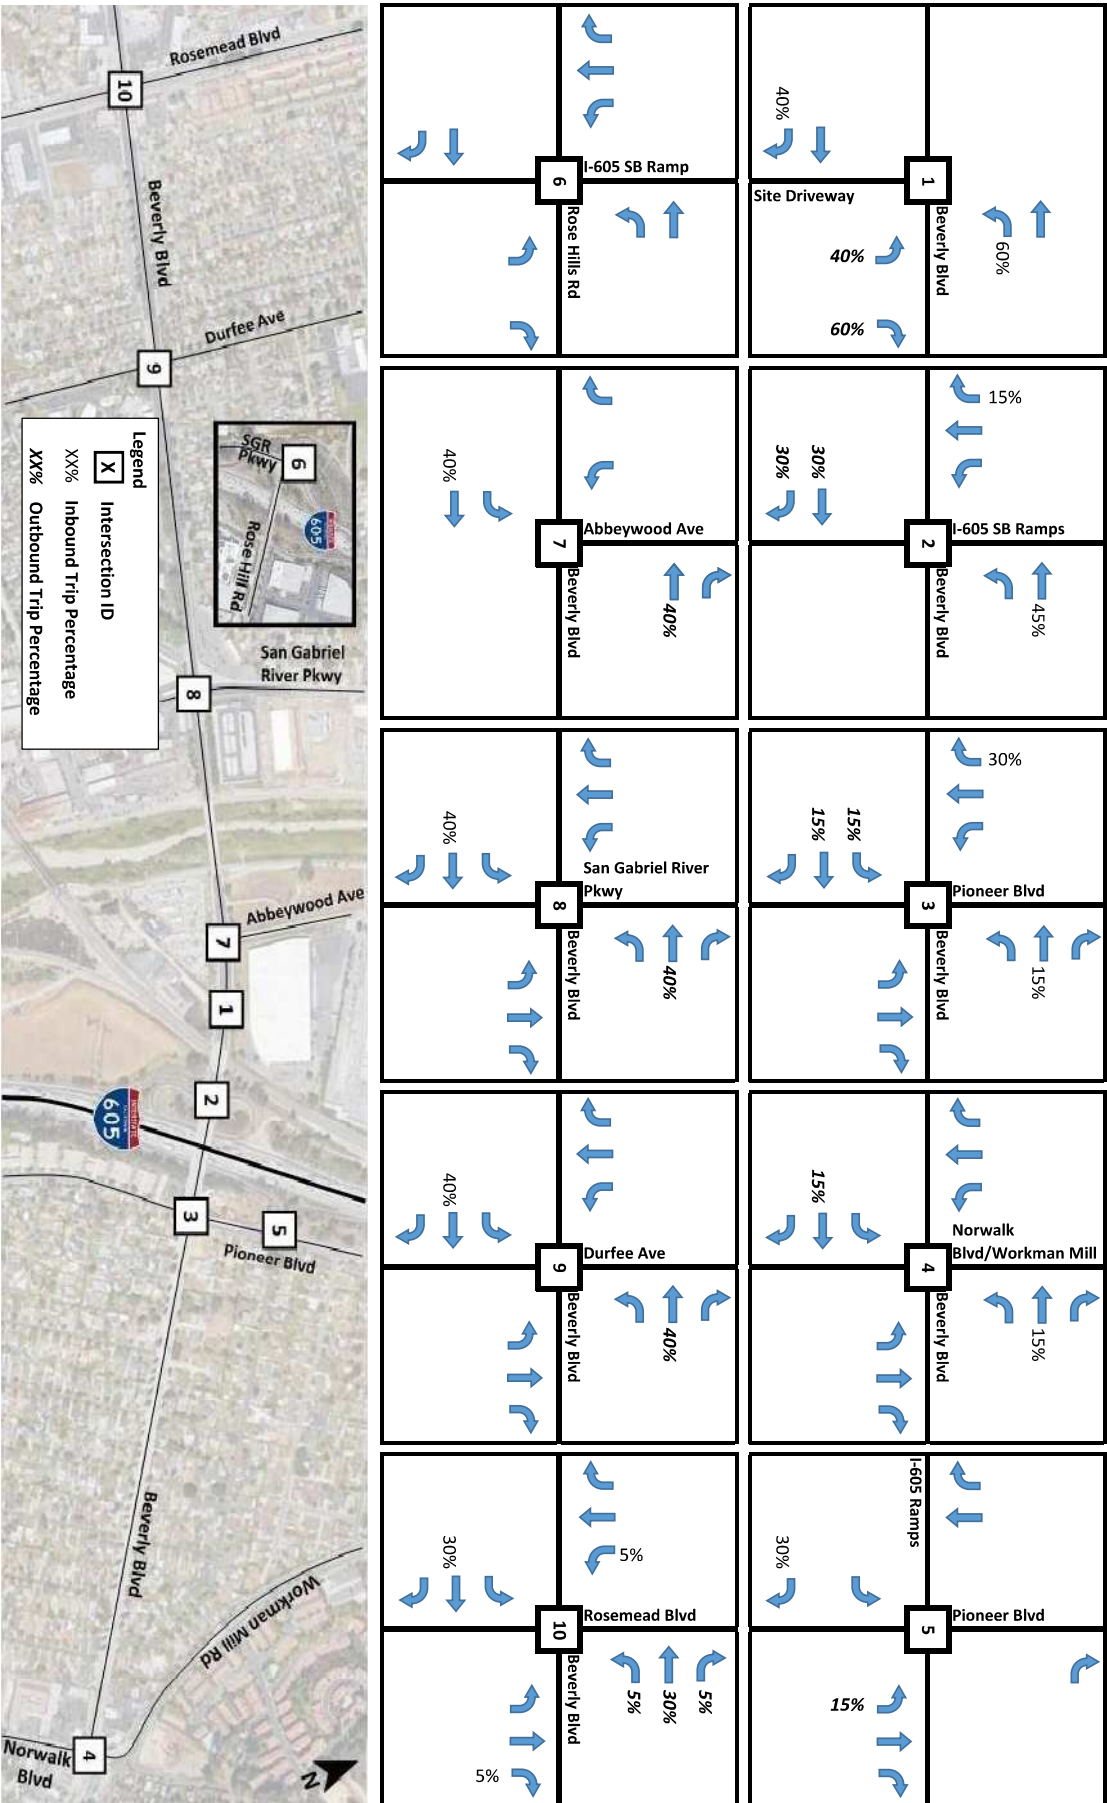 1
Beverly Blvd
Site Driveway
40%
60%
40%
60%
2
I-605 SB Ramps
Beverly Blvd
15%
45%
30%
30%
3
Pioneer Blvd
Beverly Blvd
30%
15%
15%
15%
4
Norwalk
Blvd/Workman Mill
Beverly Blvd
15%
15%
5
I-605 Ramps
Pioneer Blvd
30%
15%
6
I-605 SB Ramp
Rose Hills Rd
7
Abbeywood Ave
Beverly Blvd
40%
40%
8
San Gabriel River
Pkwy
Beverly Blvd
40%
40%
9
Durfee Ave
Beverly Blvd
40%
40%
10
Rosemead Blvd
Beverly Blvd
5%
30%
5%
30%
5%
5%
Rosemead Blvd
10
Beverly Blvd
Durfee Ave
9
SGR
Pkwy
6
INTERSTATE
605
Rose Hill Rd
San Gabriel
River Pkwy
8
Abbeywood Ave
7
1
2
INTERSTATE
605
3
5
Pioneer Blvd
Beverly Blvd
Workman Mill Rd
4
Norwalk
Blvd
N
Legend
X Intersection ID
XX% Inbound Trip Percentage
XX% Outbound Trip Percentage